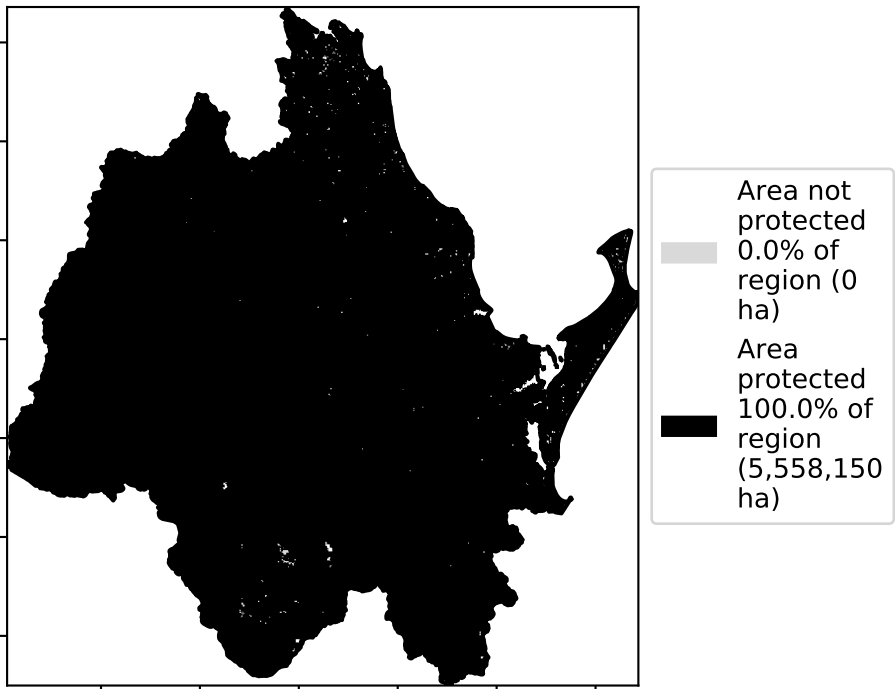 Area not
protected
0.0% of
region (0
ha)
Area
protected
100.0% of
region
(5,558,150
ha)